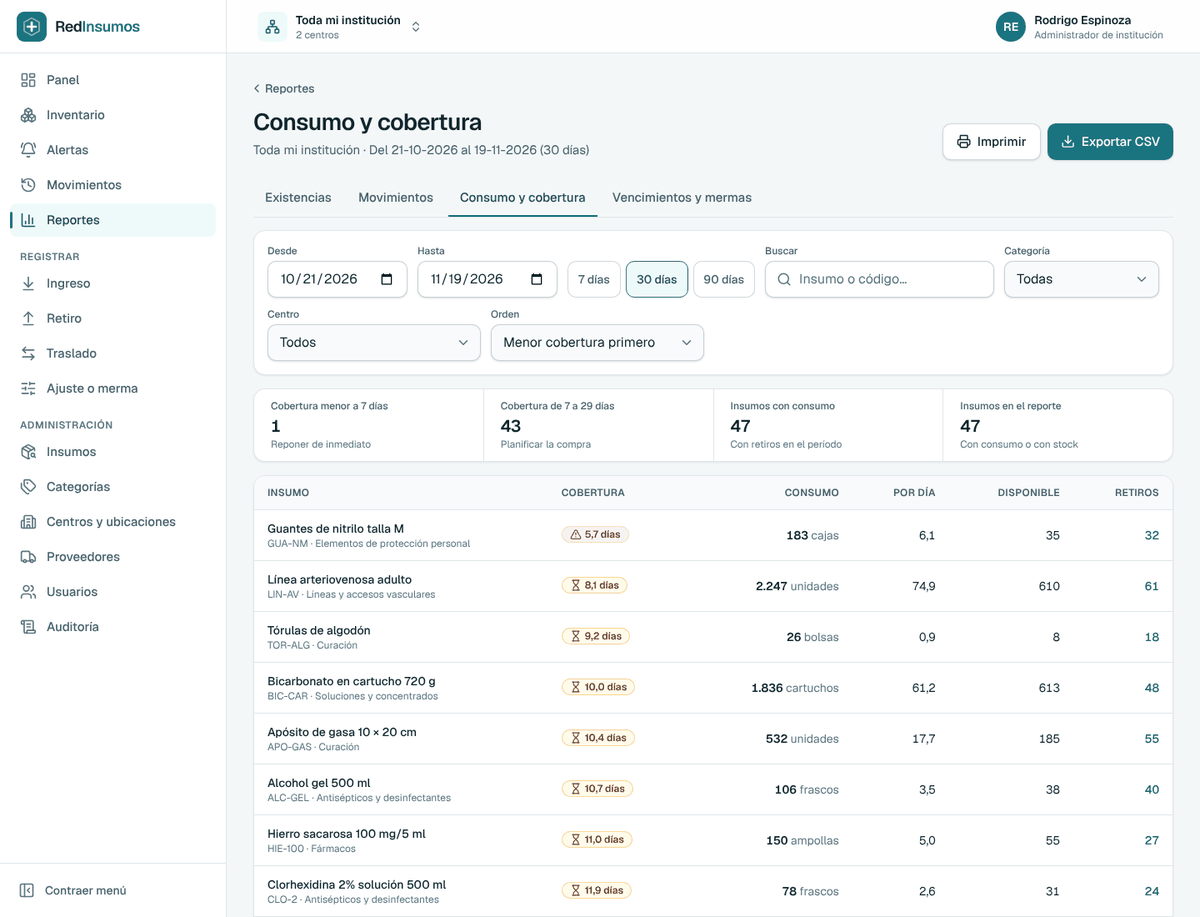 RedInsumos
Toda mi institución
2 centros
RE
Rodrigo Espinoza
Administrador de institución
Panel
Inventario
Alertas
Movimientos
Reportes
REGISTRAR
Ingreso
Retiro
Traslado
Ajuste o merma
ADMINISTRACIÓN
Insumos
Categorías
Centros y ubicaciones
Proveedores
Usuarios
Auditoría
Contraer menú
Reportes
Consumo y cobertura
Toda mi institución · Del 21-10-2026 al 19-11-2026 (30 días)
Imprimir
Exportar CSV
Existencias Movimientos Consumo y cobertura Vencimientos y mermas
Desde Hasta Buscar Categoría
10/21/2026 11/19/2026 7 días 30 días 90 días Insumo o código... Todas
Centro Orden
Todos Menor cobertura primero
Cobertura menor a 7 días
1
Reponer de inmediato
Cobertura de 7 a 29 días
43
Planificar la compra
Insumos con consumo
47
Con retiros en el período
Insumos en el reporte
47
Con consumo o con stock
INSUMO COBERTURA CONSUMO POR DÍA DISPONIBLE RETIROS
Guantes de nitrilo talla M
GUA-NM · Elementos de protección personal
5,7 días 183 cajas 6,1 35 32
Línea arteriovenosa adulto
LIN-AV · Líneas y accesos vasculares
8,1 días 2.247 unidades 74,9 610 61
Tórulas de algodón
TOR-ALG · Curación
9,2 días 26 bolsas 0,9 8 18
Bicarbonato en cartucho 720 g
BIC-CAR · Soluciones y concentrados
10,0 días 1.836 cartuchos 61,2 613 48
Apósito de gasa 10 × 20 cm
APO-GAS · Curación
10,4 días 532 unidades 17,7 185 55
Alcohol gel 500 ml
ALC-GEL · Antisépticos y desinfectantes
10,7 días 106 frascos 3,5 38 40
Hierro sacarosa 100 mg/5 ml
HIE-100 · Fármacos
11,0 días 150 ampollas 5,0 55 27
Clorhexidina 2% solución 500 ml
CLO-2 · Antisépticos y desinfectantes
11,9 días 78 frascos 2,6 31 24